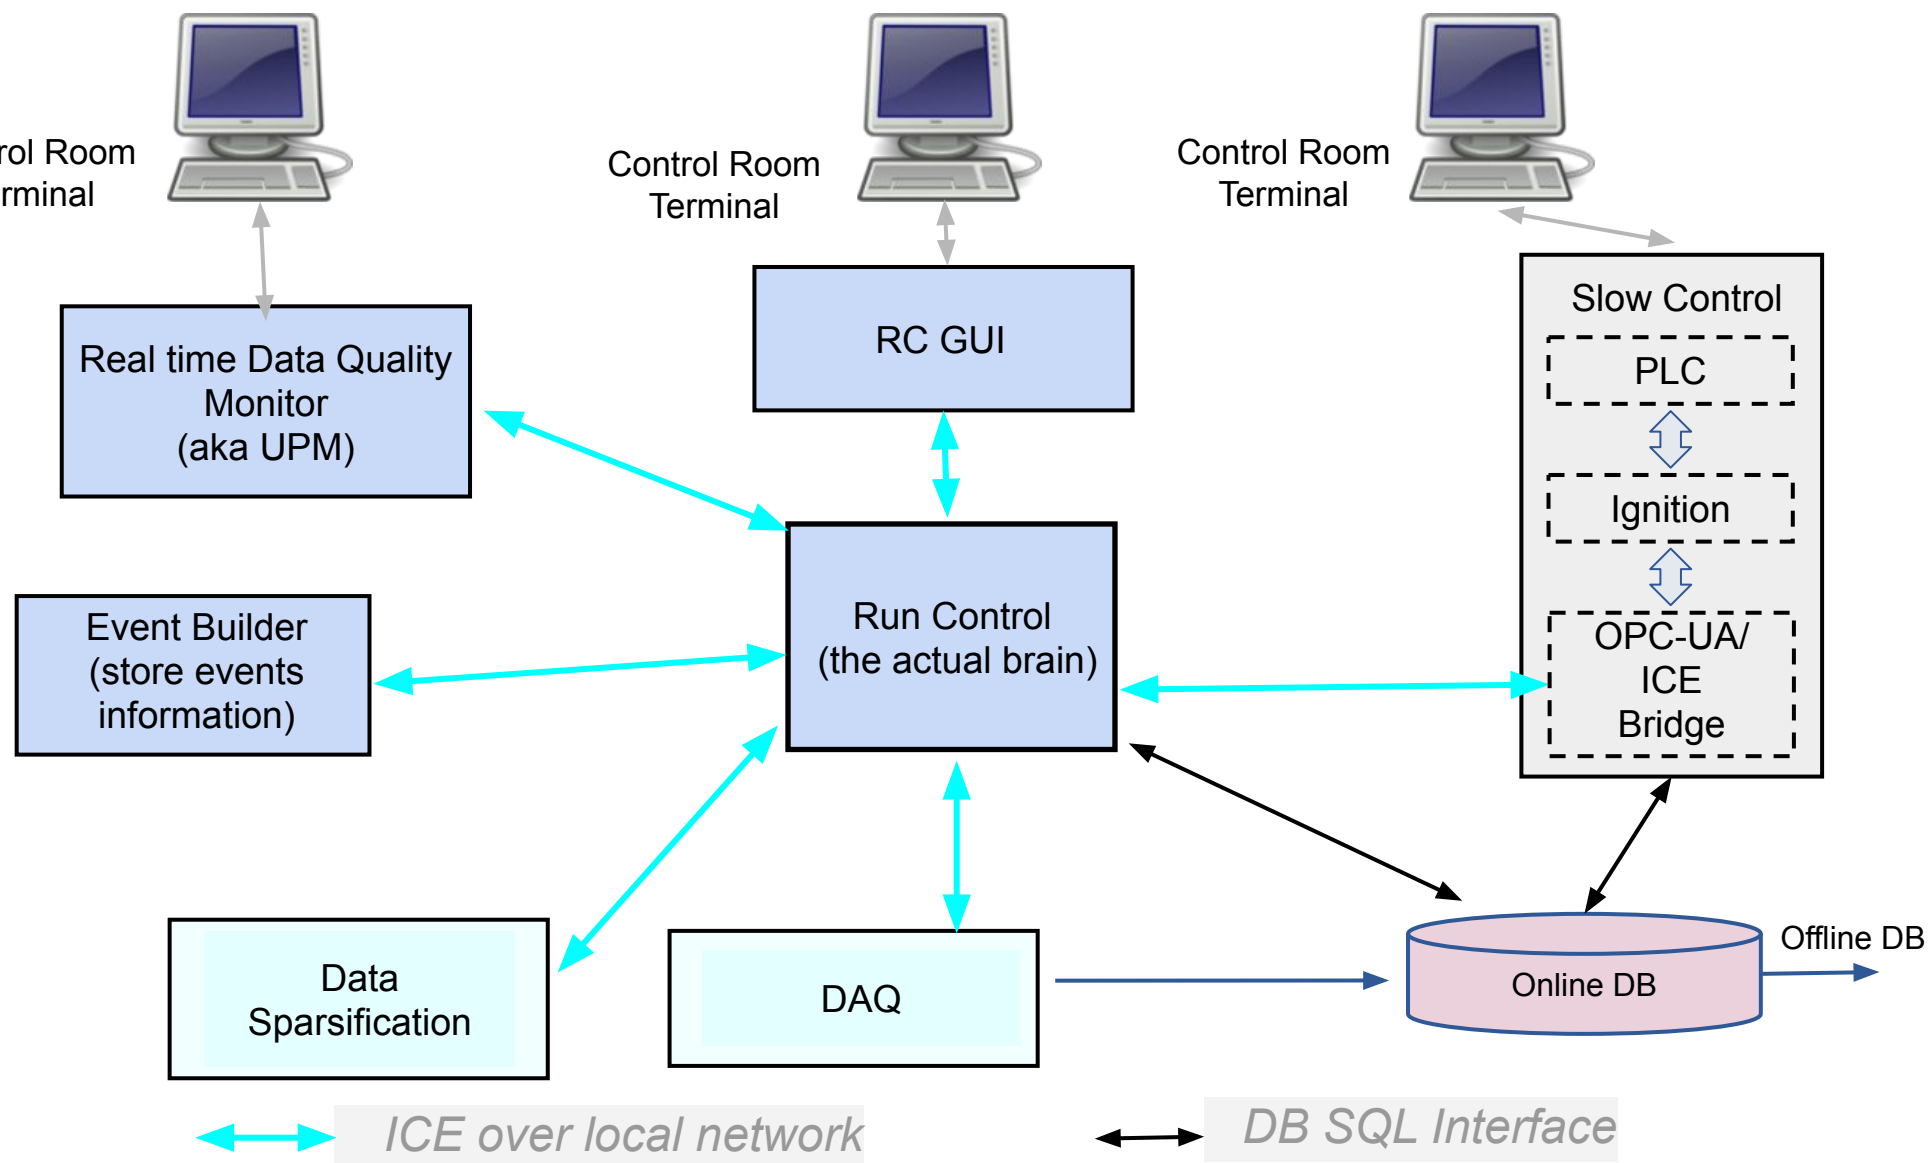 rol Room
rminal
Control Room
Terminal
Control Room
Terminal
Real time Data Quality
Monitor
(aka UPM)
RC GUI
Slow Control
PLC
Ignition
OPC-UA/
ICE
Bridge
Event Builder
(store events
information)
Run Control
(the actual brain)
Data
Sparsification
DAQ
Online DB
Offline DB
ICE over local network
DB SQL Interface